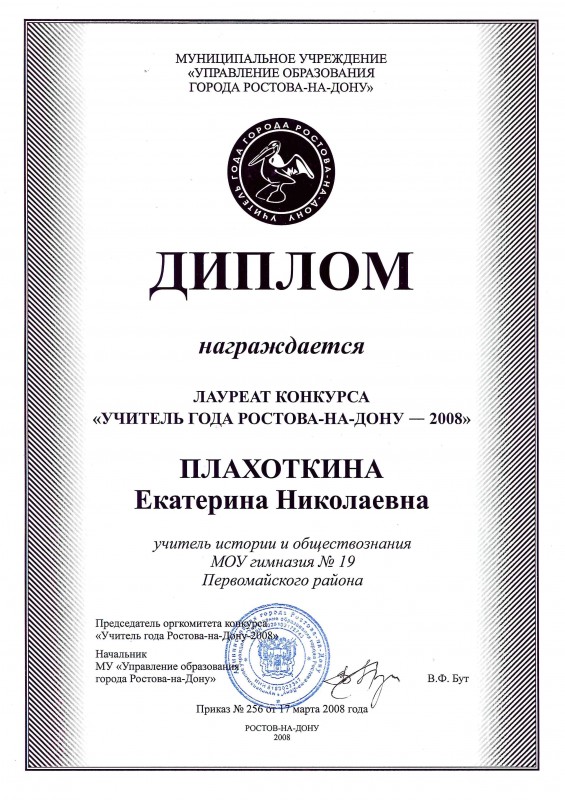 МУНИЦИПАЛЬНОЕ УЧРЕЖДЕНИЕ
«УПРАВЛЕНИЕ ОБРАЗОВАНИЯ
ГОРОДА РОСТОВА-НА-ДОНУ»
УЧИТЕЛЬ ГОДА ГОРОДА РОСТОВА-НА-ДОНУ
ДИПЛОМ
награждается
ЛАУРЕАТ КОНКУРСА
«УЧИТЕЛЬ ГОДА РОСТОВА-НА-ДОНУ — 2008»
ПЛАХОТКИНА
Екатерина Николаевна
учитель истории и обществознания
МОУ гимназия № 19
Первомайского района
Председатель оргкомитета конкурса
«Учитель года Ростова-на-Дону-2008»
Начальник
МУ «Управление образования
города Ростова-на-Дону»
В.Ф. Бут
Приказ № 256 от 17 марта 2008 года
РОСТОВ-НА-ДОНУ
2008